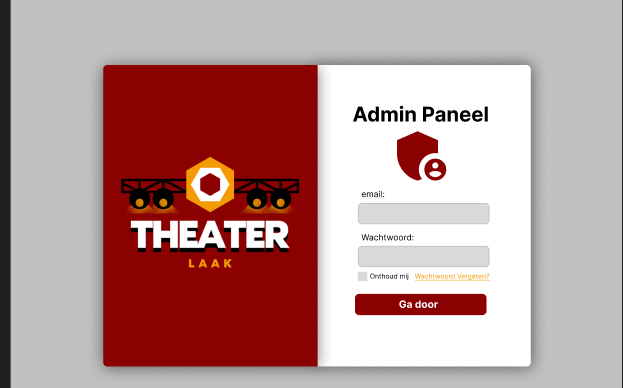 THEATER
LAAK
Admin Paneel
email:
Wachtwoord:
Onthoud mij Wachtwoord Vergeten?
Ga door